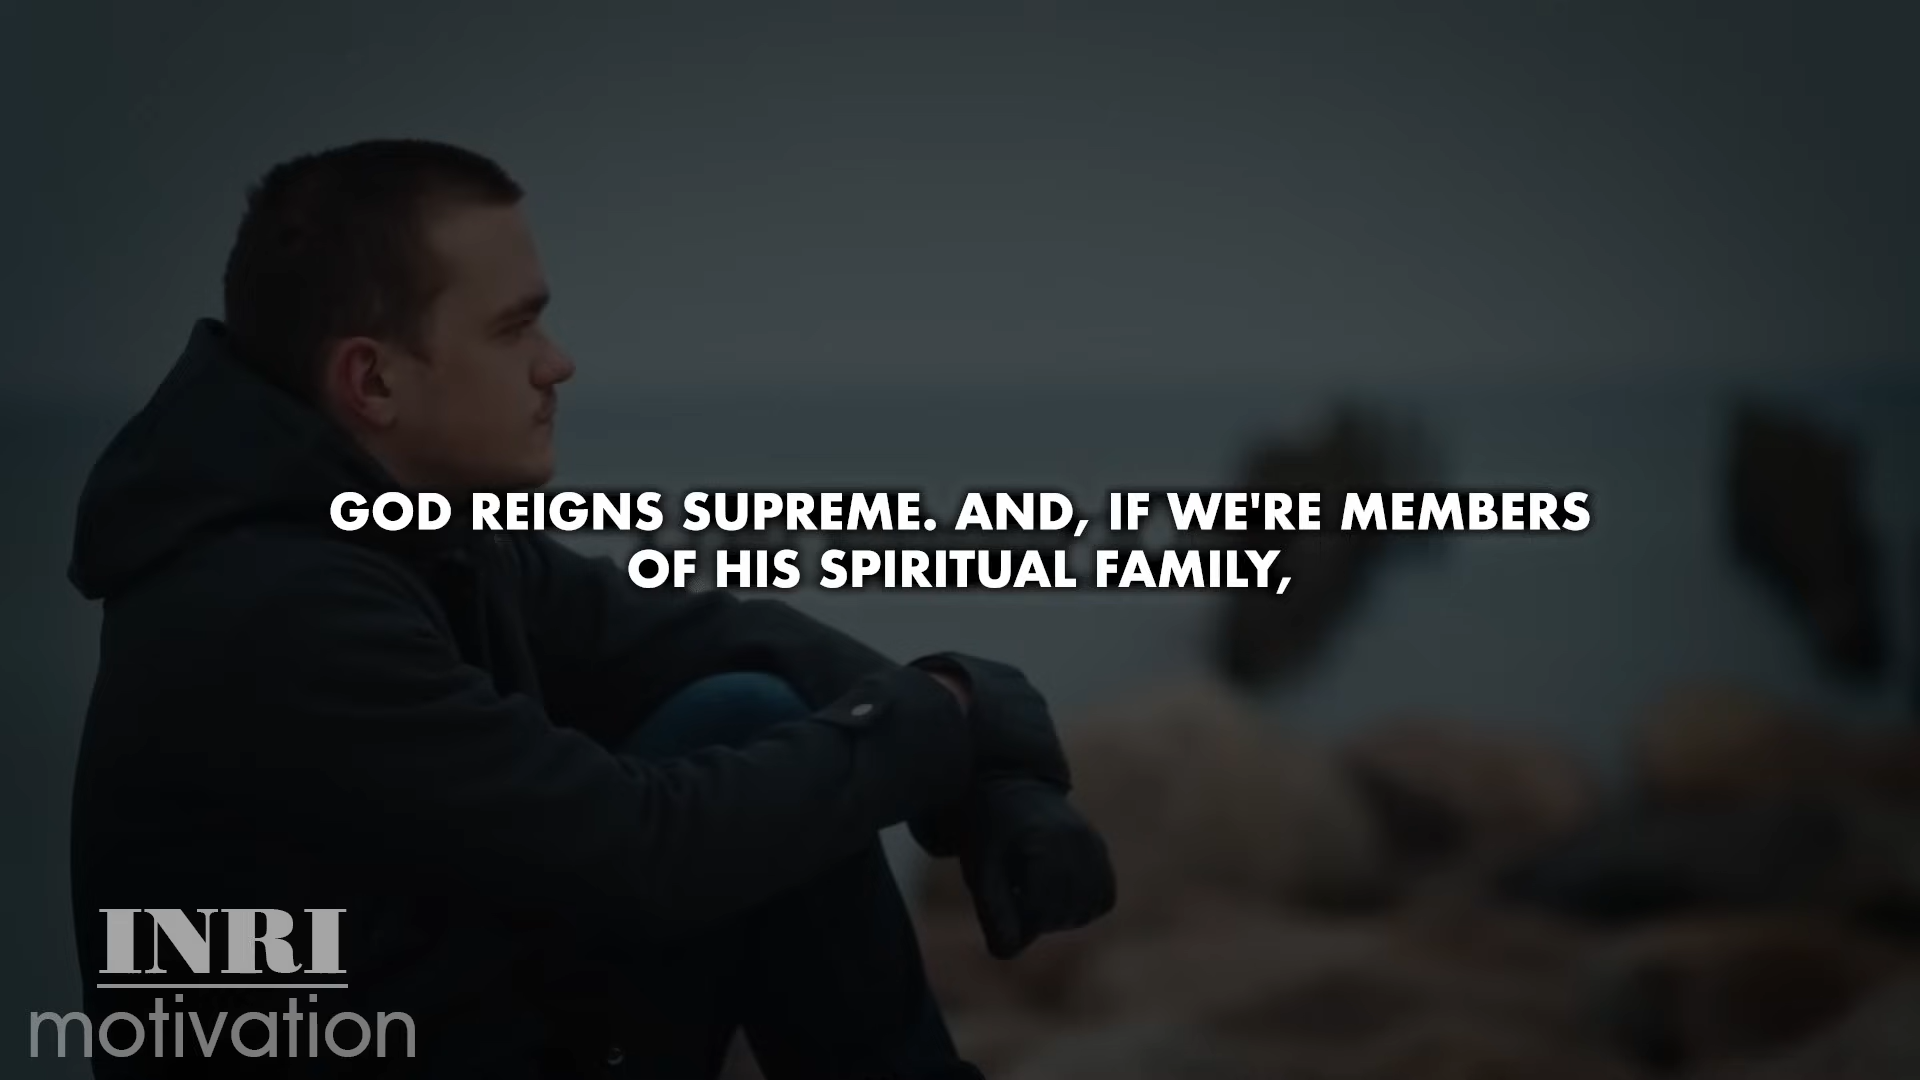 GOD REIGNS SUPREME. AND, IF WE'RE MEMBERS
OF HIS SPIRITUAL FAMILY,
INRI
motivation